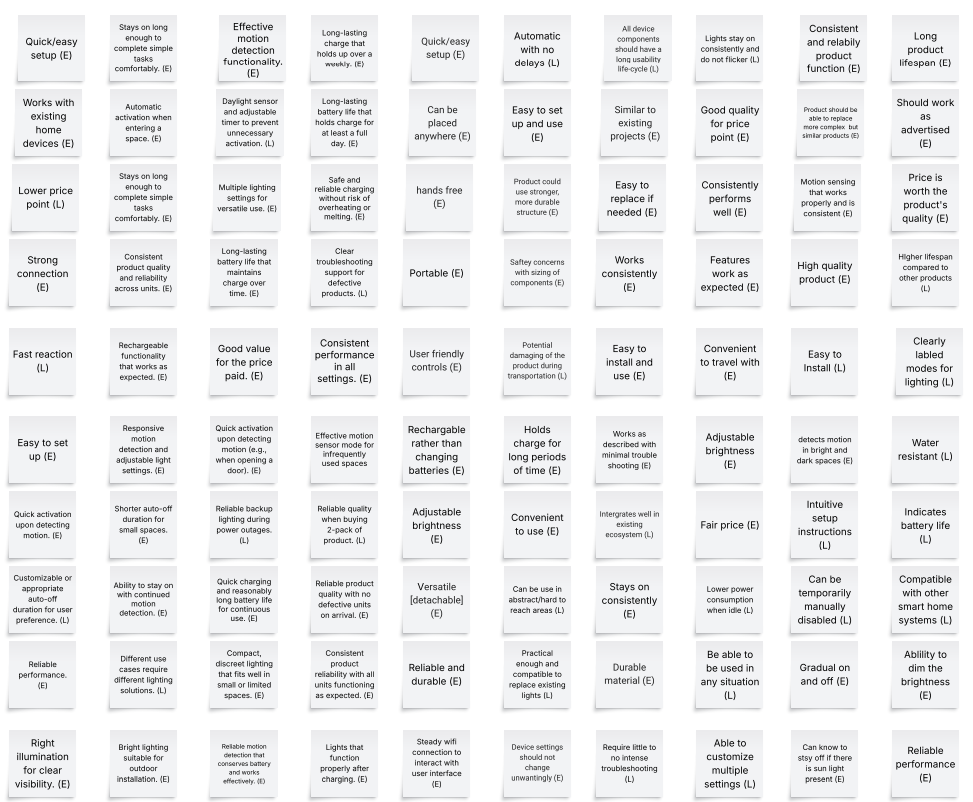 Quick/easy
setup (E)
Stays on long
enough to
complete simple
tasks
comfortably. (E)
Effective
motion
detection
functionality.
(E)
Long-lasting
charge that
holds up over a
weekly. (E)
Quick/easy
setup (E)
Automatic
with no
delays (L)
All device
components
should have a
long usability
life-cycle (L)
Lights stay on
consistently and
do not flicker (L)
Consistent
and relabily
product
function (E)
Long
product
lifespan (E)
Works with
existing
home
devices (E)
Automatic
activation when
entering a
space. (E)
Daylight sensor
and adjustable
timer to prevent
unnecessary
activation. (L)
Long-lasting
battery life that
holds charge for
at least a full
day. (E)
Can be
placed
anywhere (E)
Easy to set
up and use
(E)
Similar to
existing
projects (E)
Good quality
for price
point (E)
Product should be
able to replace
more complex but
similar products (E)
Should work
as
advertised
(E)
Lower price
point (L)
Stays on long
enough to
complete simple
tasks
comfortably. (E)
Multiple lighting
settings for
versatile use. (E)
Safe and
reliable charging
without risk of
overheating or
melting. (E)
hands free
(E)
Product could
use stronger,
more durable
structure (E)
Easy to
replace if
needed (E)
Consistently
performs
well (E)
Motion sensing
that works
properly and is
consistent (E)
Price is
worth the
product's
quality (E)
Strong
connection
(E)
Consistent
product quality
and reliability
across units. (E)
Long-lasting
battery life that
maintains
charge over
time. (E)
Clear
troubleshooting
support for
defective
products. (L)
Portable (E)
Saftey concerns
with sizing of
components (E)
Works
consistently
(E)
Features
work as
expected (E)
High quality
product (E)
HIgher lifespan
compared to
other products
(L)
Fast reaction
(L)
Rechargeable
functionality
that works as
expected. (E)
Good value
for the price
paid. (E)
Consistent
performance
in all
settings. (E)
User friendly
controls (E)
Potential
damaging of the
product during
transportation (L)
Easy to
install and
use (E)
Convenient
to travel with
(E)
Easy to
Install (L)
Clearly
labled
modes for
lighting (L)
Easy to set
up (E)
Responsive
motion
detection and
adjustable light
settings. (E)
Quick activation
upon detecting
motion (e.g.,
when opening a
door). (E)
Effective motion
sensor mode for
infrequently
used spaces
Rechargable
rather than
changing
batteries (E)
Holds
charge for
long periods
of time (E)
Works as
described with
minimal trouble
shooting (E)
Adjustable
brightness
(E)
detects motion
in bright and
dark spaces (E)
Water
resistant (L)
Quick activation
upon detecting
motion. (E)
Shorter auto-off
duration for
small spaces.
(E)
Reliable backup
lighting during
power outages.
(L)
Reliable quality
when buying
2-pack of
product. (L)
Adjustable
brightness
(E)
Convenient
to use (E)
Intergrates well in
existing
ecosystem (L)
Fair price (E)
Intuitive
setup
instructions
(L)
Indicates
battery life
(L)
Customizable or
appropriate
auto-off
duration for user
preference. (L)
Ability to stay on
with continued
motion
detection. (E)
Quick charging
and reasonably
long battery life
for continuous
use. (E)
Reliable product
quality with no
defective units
on arrival. (E)
Versatile
[detachable]
(E)
Can be use in
abstract/hard to
reach areas (L)
Stays on
consistently
(E)
Lower power
consumption
when idle (L)
Can be
temporarily
manually
disabled (L)
Compatible
with other
smart home
systems (L)
Reliable
performance.
(E)
Different use
cases require
different lighting
solutions. (L)
Compact,
discreet lighting
that fits well in
small or limited
spaces. (E)
Consistent
product
reliability with all
units functioning
as expected. (E)
Reliable and
durable (E)
Practical
enough and
compatible to
replace existing
lights (L)
Durable
material (E)
Be able to
be used in
any situation
(L)
Gradual on
and off (E)
Ablility to
dim the
brightness
(E)
Right
illumination
for clear
visibility. (E)
Bright lighting
suitable for
outdoor
installation. (E)
Reliable motion
detection that
conserves battery
and works
effectively. (E)
Lights that
function
properly after
charging. (E)
Steady wifi
connection to
interact with
user interface
(E)
Device settings
should not
change
unwantingly (E)
Require little to
no intense
troubleshooting
(L)
Able to
customize
multiple
settings (L)
Can know to
stsy off if there
is sun light
present (E)
Reliable
performance
(E)